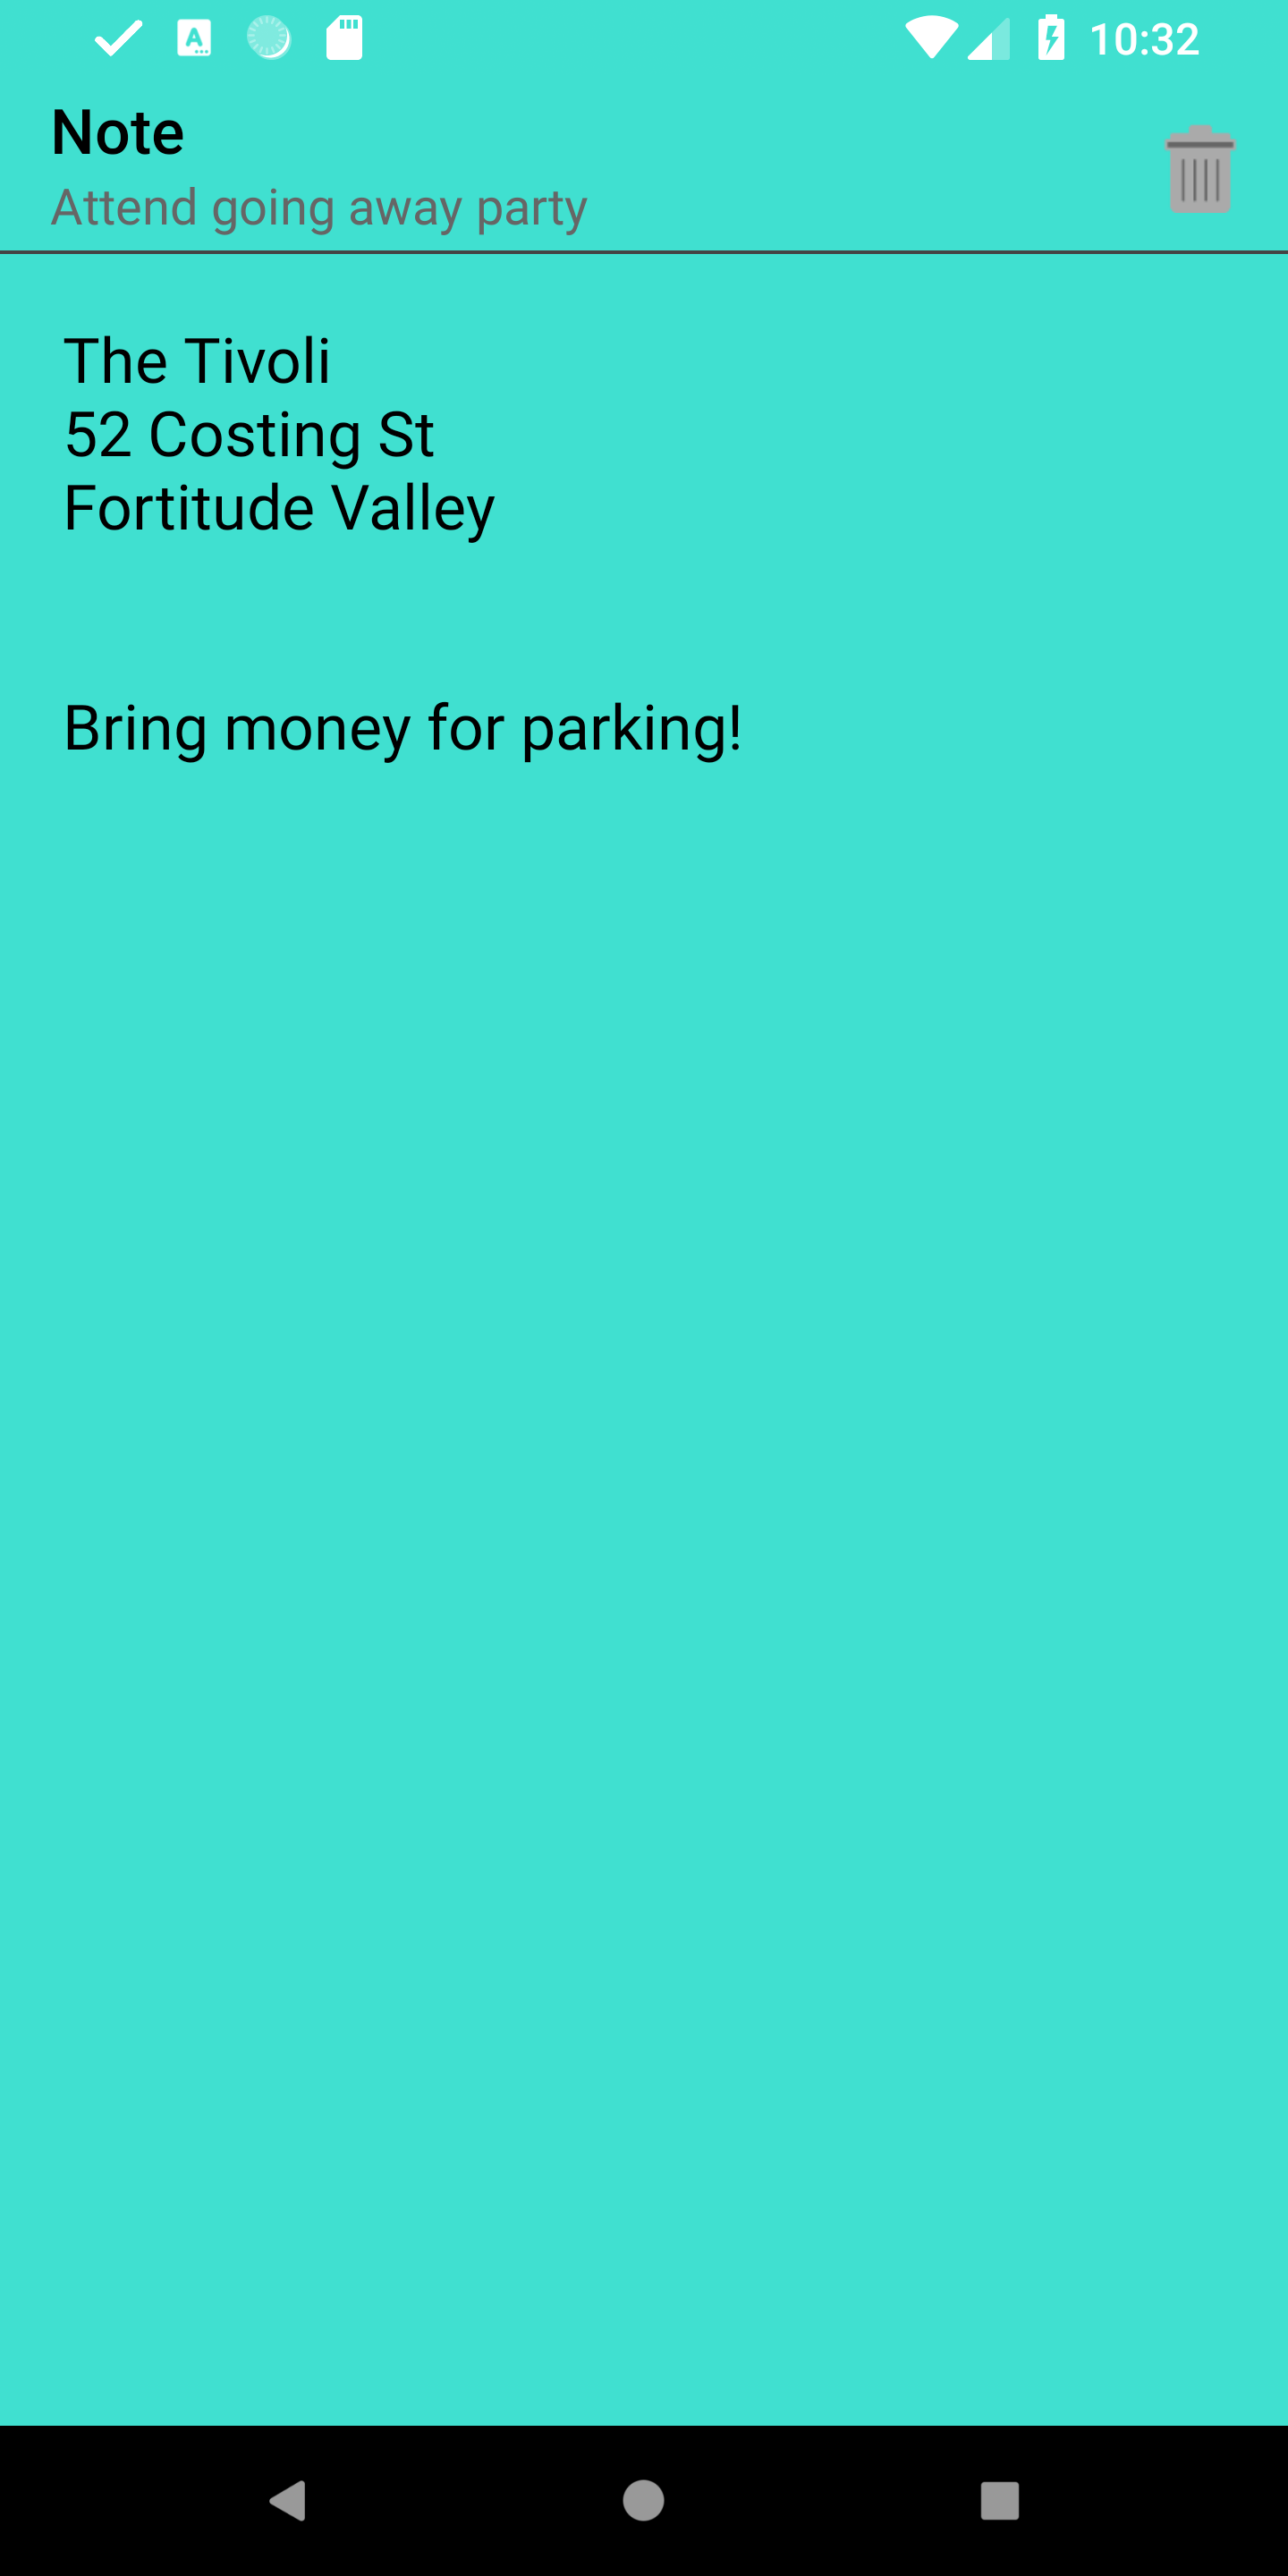 10:32
Note
Attend going away party
The Tivoli
52 Costing St
Fortitude Valley
Bring money for parking!